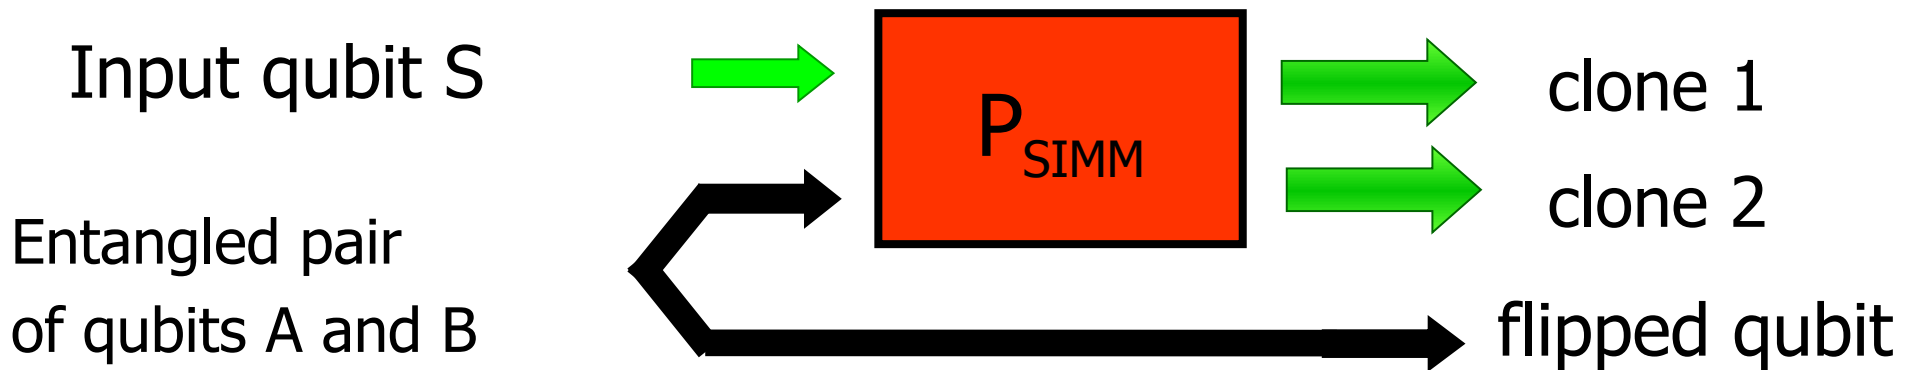 Input qubit S
P_SIMM
clone 1
clone 2
Entangled pair
of qubits A and B
flipped qubit